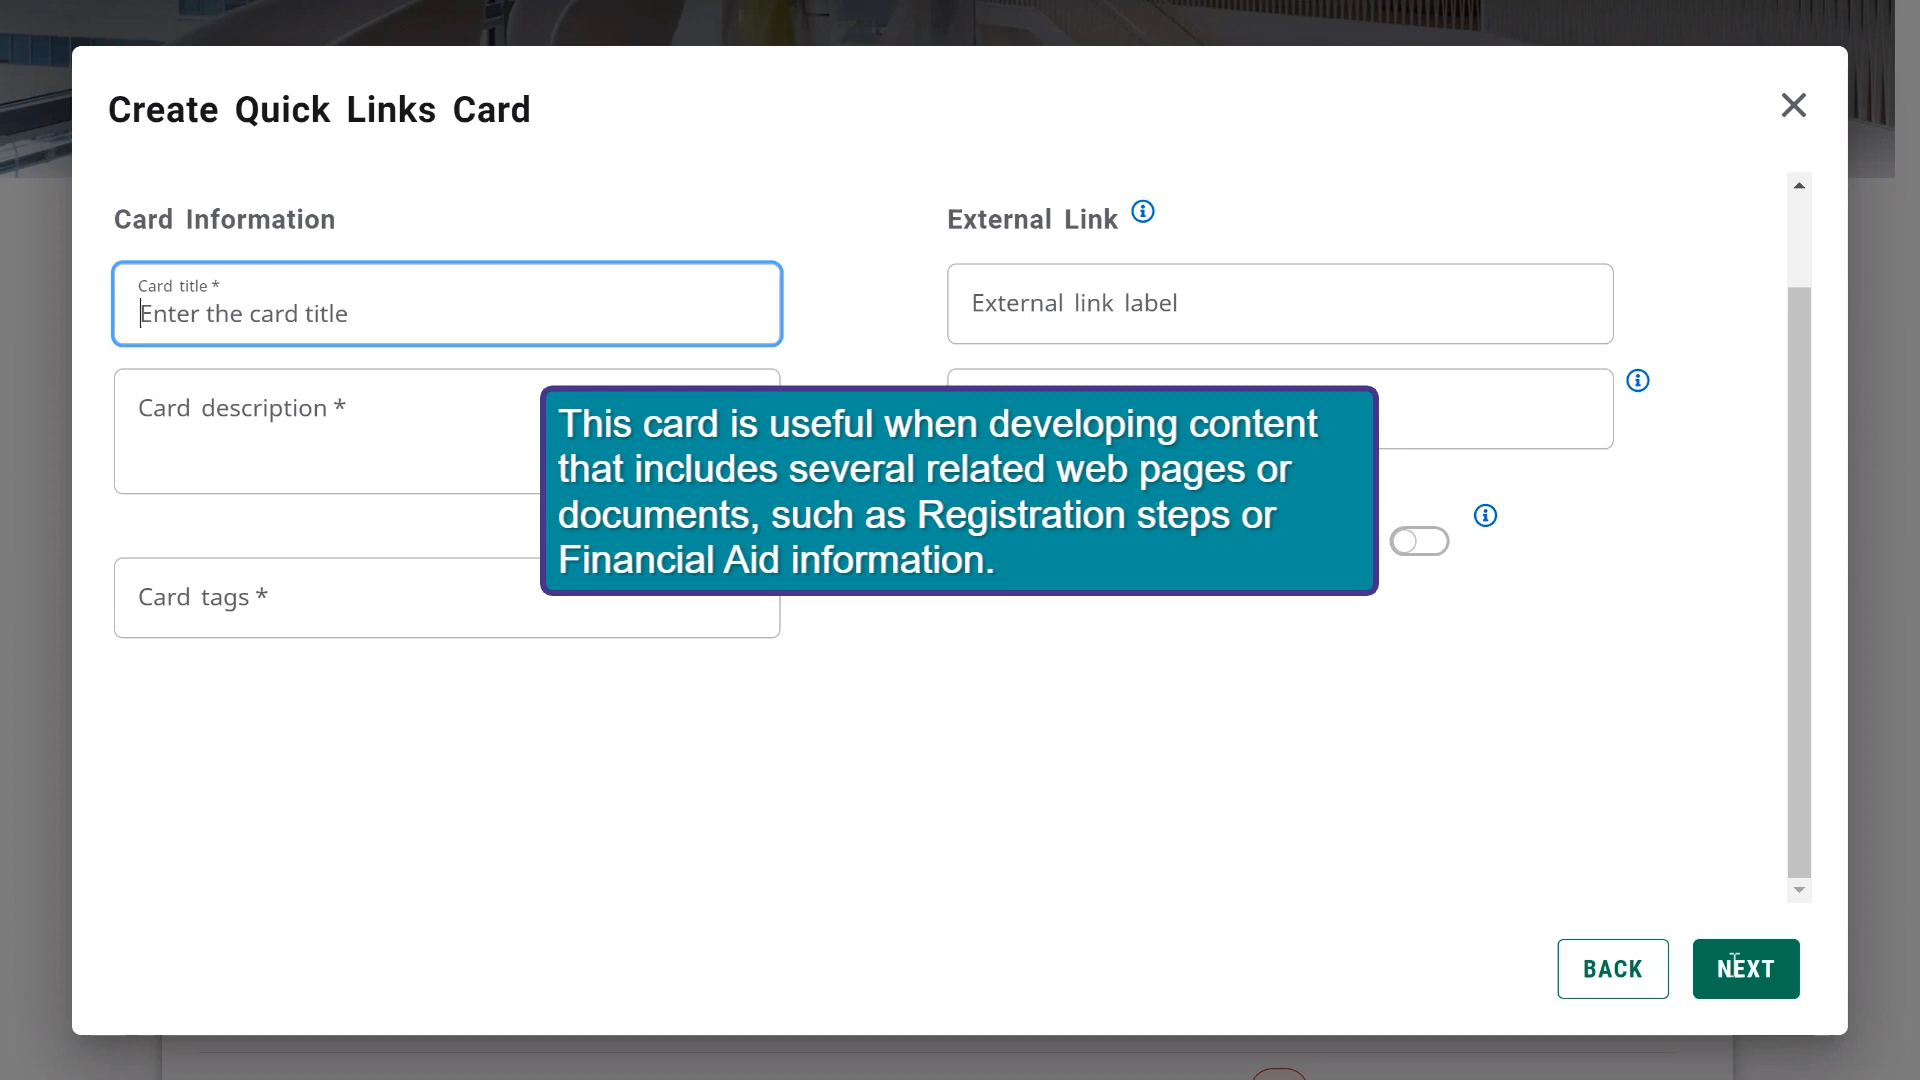 Create Quick Links Card
Card Information
External Link
Card title *
Enter the card title
External link label
Card description *
This card is useful when developing content
that includes several related web pages or
documents, such as Registration steps or
Financial Aid information.
Card tags *
BACK
NEXT